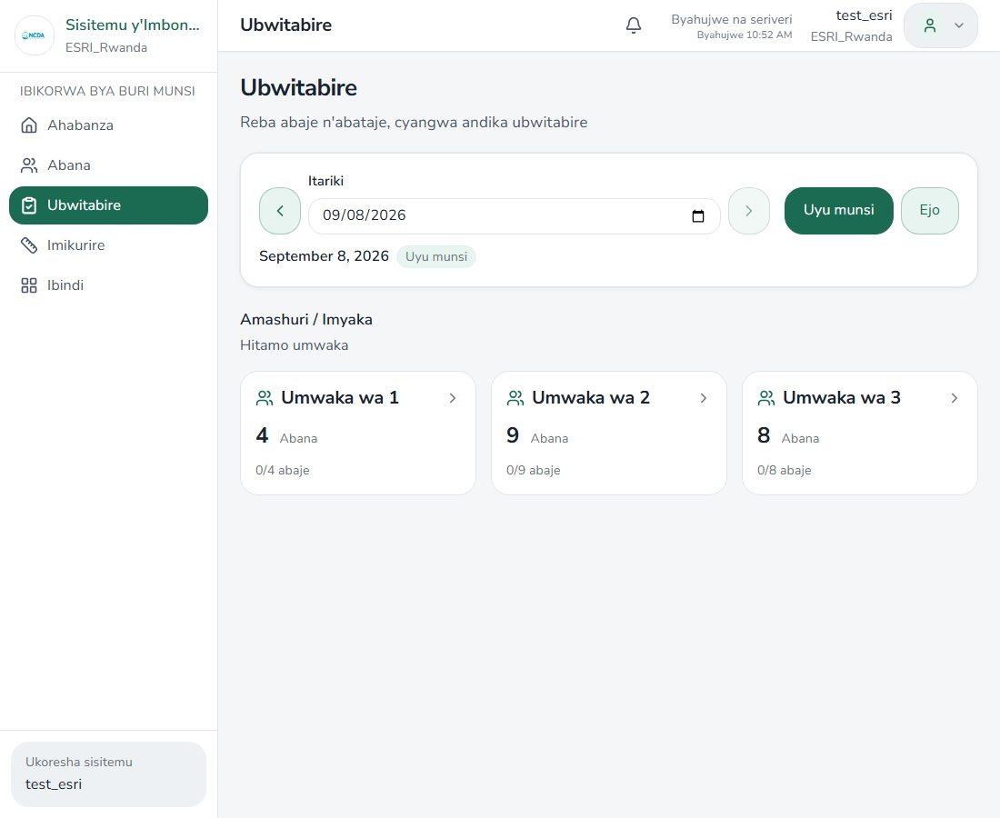 NCDA
Sisitemu y'Imbon...
ESRI_Rwanda
IBIKORWA BYA BURI MUNSI
Ahabanza
Abana
Ubwitabire
Imikurire
Ibindi
Ukoresha sisitemu
test_esri
Ubwitabire
Byahujwe na seriveri
Byahujwe 10:52 AM
test_esri
ESRI_Rwanda
Ubwitabire
Reba abaje n'abataje, cyangwa andika ubwitabire
Itariki
09/08/2026
Uyu munsi
Ejo
September 8, 2026 Uyu munsi
Amashuri / Imyaka
Hitamo umwaka
Umwaka wa 1
4 Abana
0/4 abaje
Umwaka wa 2
9 Abana
0/9 abaje
Umwaka wa 3
8 Abana
0/8 abaje